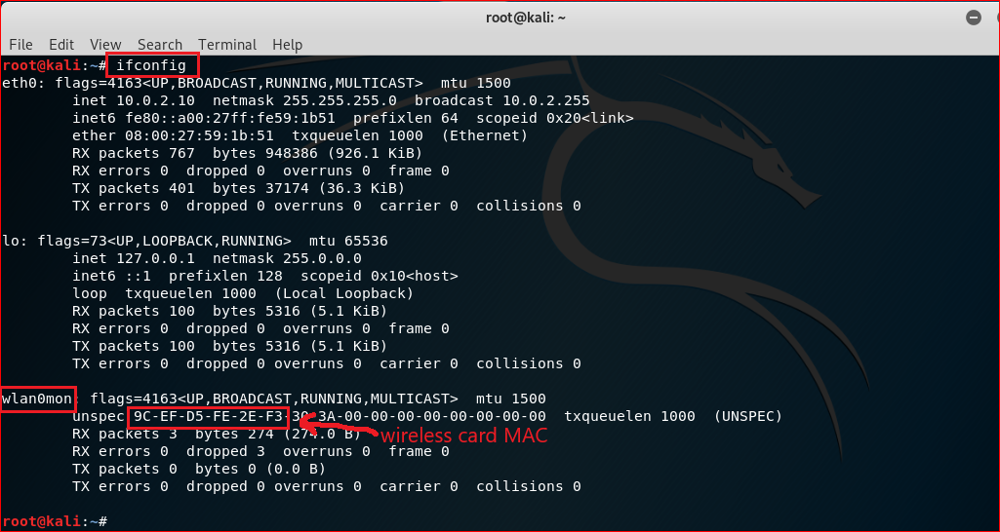 root@kali: ~
File Edit View Search Terminal Help
root@kali:~# ifconfig
eth0: flags=4163<UP,BROADCAST,RUNNING,MULTICAST>  mtu 1500
        inet 10.0.2.10  netmask 255.255.255.0  broadcast 10.0.2.255
        inet6 fe80::a00:27ff:fe59:1b51  prefixlen 64  scopeid 0x20<link>
        ether 08:00:27:59:1b:51  txqueuelen 1000  (Ethernet)
        RX packets 767  bytes 948386 (926.1 KiB)
        RX errors 0  dropped 0  overruns 0  frame 0
        TX packets 401  bytes 37174 (36.3 KiB)
        TX errors 0  dropped 0 overruns 0  carrier 0  collisions 0
lo: flags=73<UP,LOOPBACK,RUNNING>  mtu 65536
        inet 127.0.0.1  netmask 255.0.0.0
        inet6 ::1  prefixlen 128  scopeid 0x10<host>
        loop  txqueuelen 1000  (Local Loopback)
        RX packets 100  bytes 5316 (5.1 KiB)
        RX errors 0  dropped 0  overruns 0  frame 0
        TX packets 100  bytes 5316 (5.1 KiB)
        TX errors 0  dropped 0 overruns 0  carrier 0  collisions 0
wlan0mon: flags=4163<UP,BROADCAST,RUNNING,MULTICAST>  mtu 1500
        unspec 9C-EF-D5-FE-2E-F3-30-3A-00-00-00-00-00-00-00-00  txqueuelen 1000  (UNSPEC)
        RX packets 3  bytes 274 (274.0 B)
wireless card MAC
        RX errors 0  dropped 3  overruns 0  frame 0
        TX packets 0  bytes 0 (0.0 B)
        TX errors 0  dropped 0 overruns 0  carrier 0  collisions 0
root@kali:~#